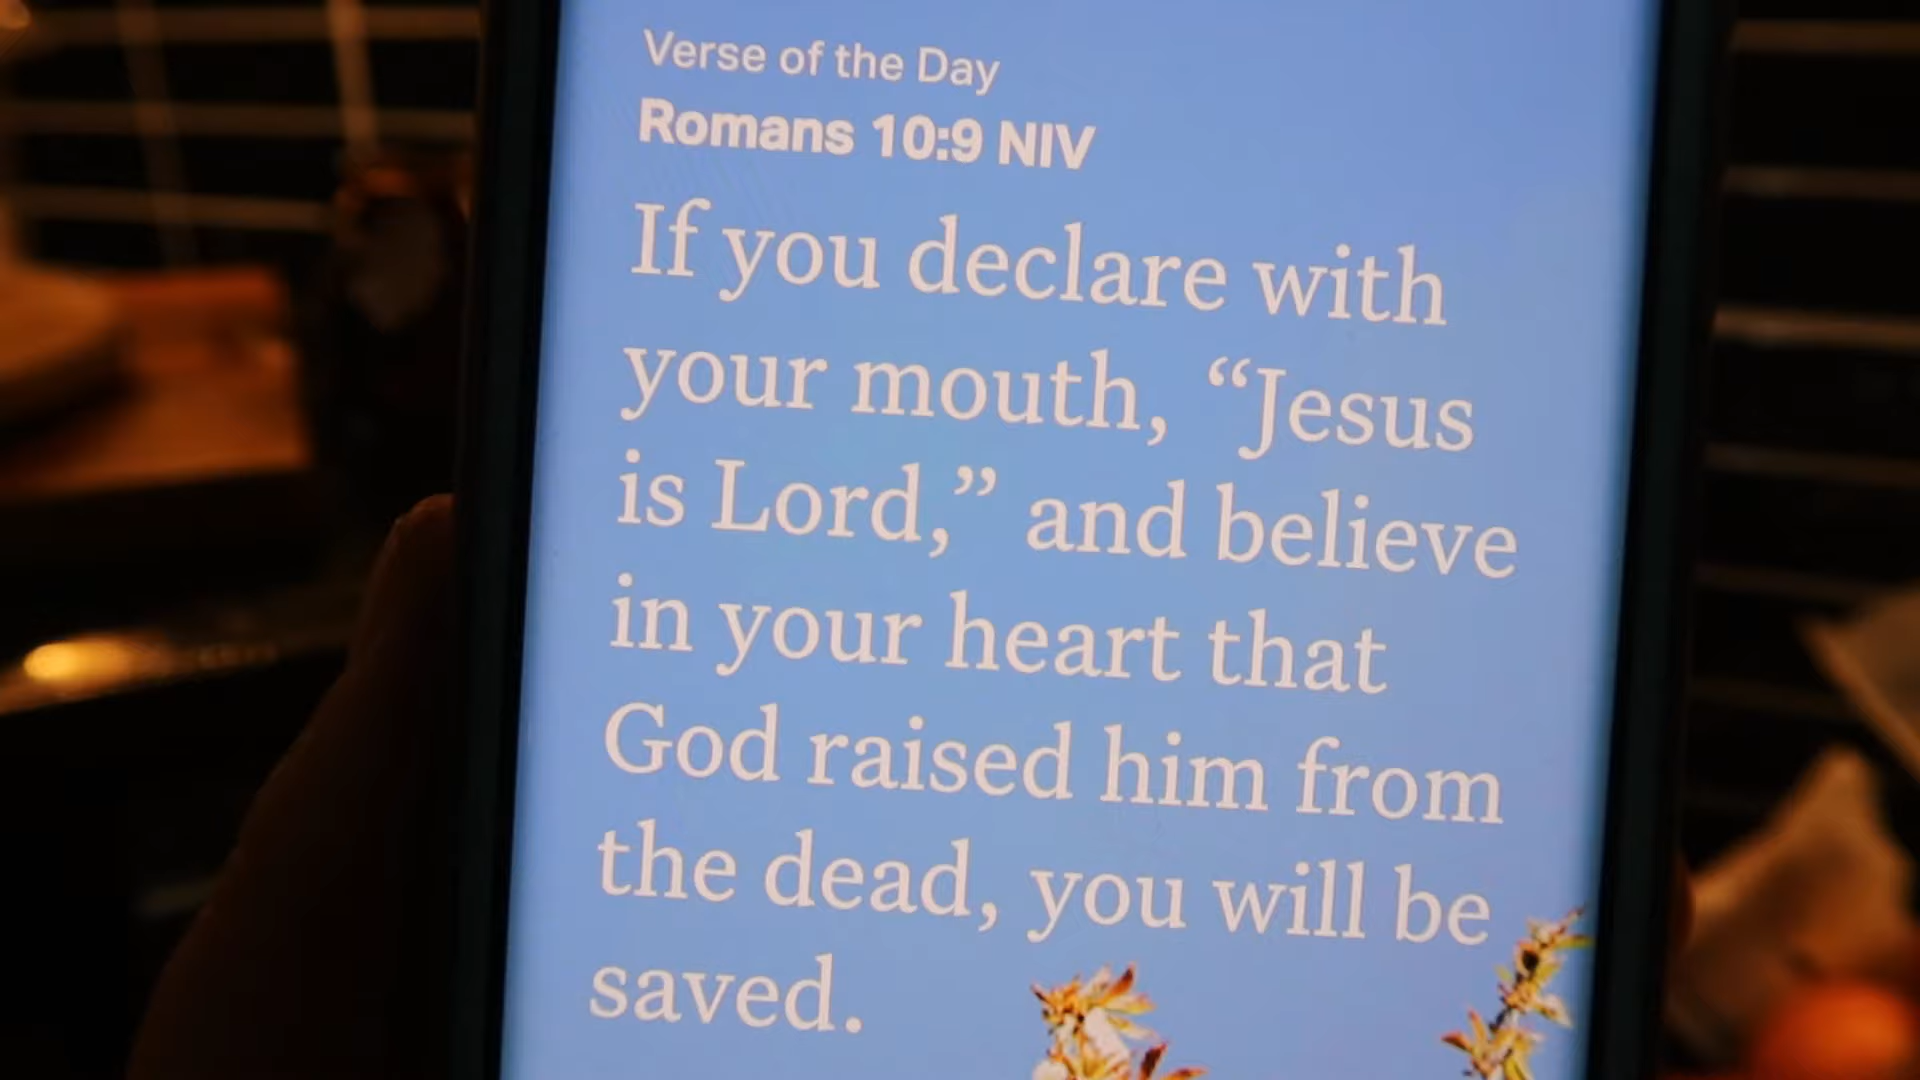 Verse of the Day
Romans 10:9 NIV
If you declare with
your mouth, “Jesus
is Lord,” and believe
in your heart that
God raised him from
the dead, you will be
saved.